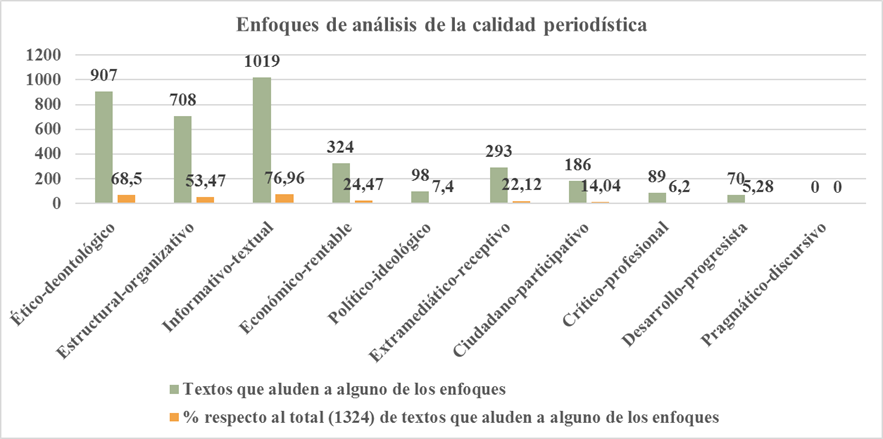 Enfoques de análisis de la calidad periodística
1200
1000
800
600
400
200
0
907
68,5
708
53,47
1019
76,96
324
24,47
98
7,4
293
22,12
186
14,04
89
6,2
70
5,28
0
0
Ético-deontológico
Estructural-organizativo
Informativo-textual
Económico-rentable
Político-ideológico
Extramediático-receptivo
Ciudadano-participativo
Crítico-profesional
Desarrollo-progresista
Pragmático-discursivo
Textos que aluden a alguno de los enfoques
% respecto al total (1324) de textos que aluden a alguno de los enfoques